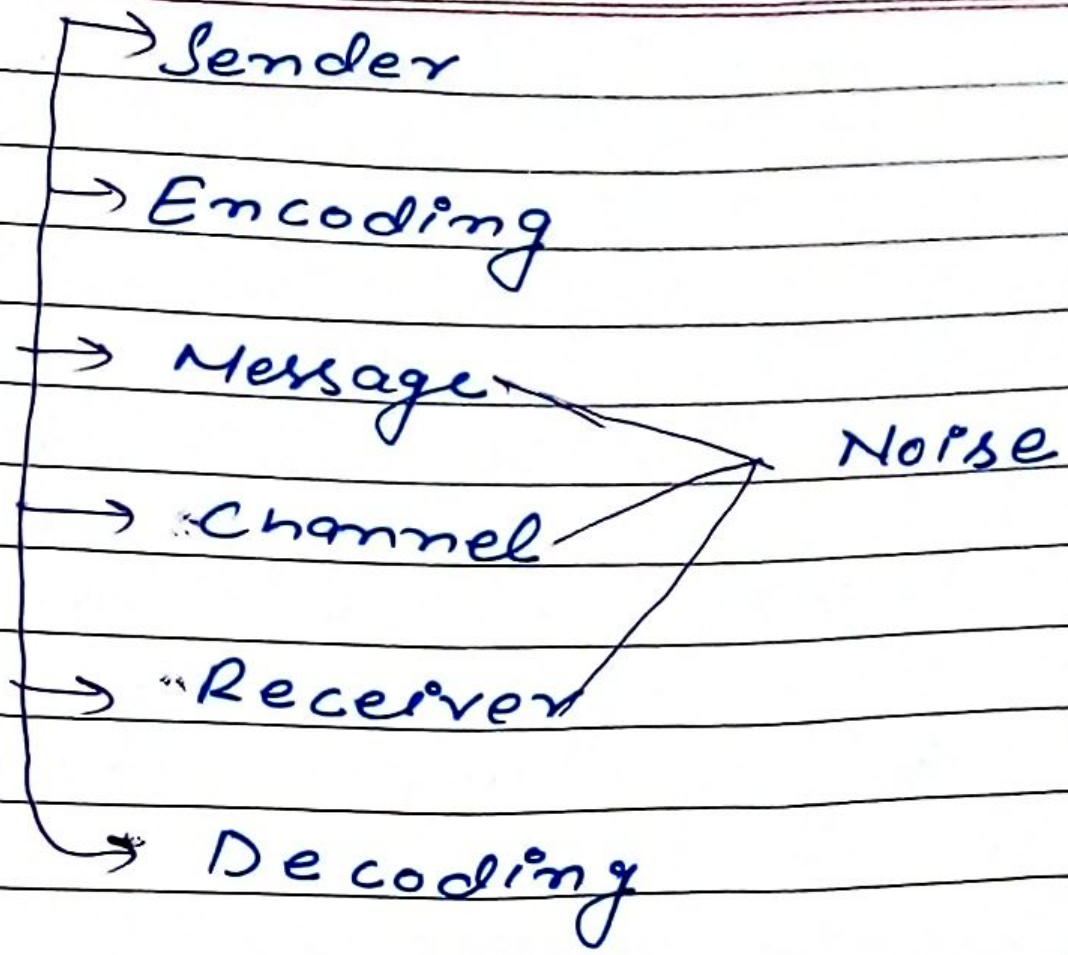 Sender
Encoding
Message
Noise
Channel
Receiver
Decoding